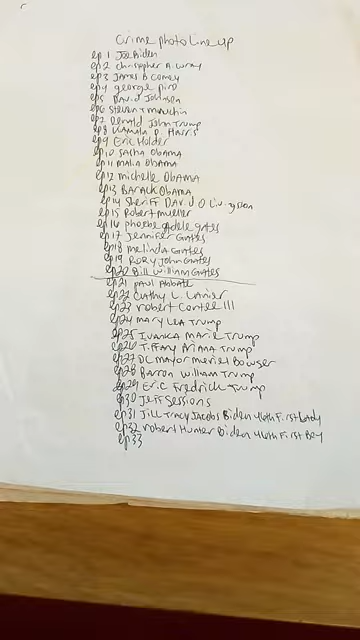 crime photo line up
ep 1 Joe Biden
ep 2 christopher A wray
ep 3 James B Comey
ep 4 george piro
ep 5 David Johnson
ep 6 Steven T mnuchin
ep 7 Donald John Trump
ep 8 Kamala D. Harris
ep 9 Eric Holder
ep 10 Sasha Obama
ep 11 Malia Obama
ep 12 michelle Obama
ep 13 Barack Obama
ep 14 Sheriff David O Livingston
ep 15 Robert mueller
ep 16 phoebe Adele gates
ep 17 Jennifer Gates
ep 18 melinda Gates
ep 19 Rory John Gates
ep 20 Bill William Gates
ep 21 paul Abbate
ep 22 Cathy L. Lanier
ep 23 robert Contee III
ep 24 mary Lea Trump
ep 25 Ivanka Marie Trump
ep 26 Tiffany Ariana Trump
ep 27 DC mayor meriel Bowser
ep 28 Barron william Trump
ep 29 Eric Fredrick Trump
ep 30 Jeff Sessions
ep 31 Jill Tracy Jacobs Biden 46th First Lady
ep 32 robert Hunter Biden 46th First Boy
ep 33